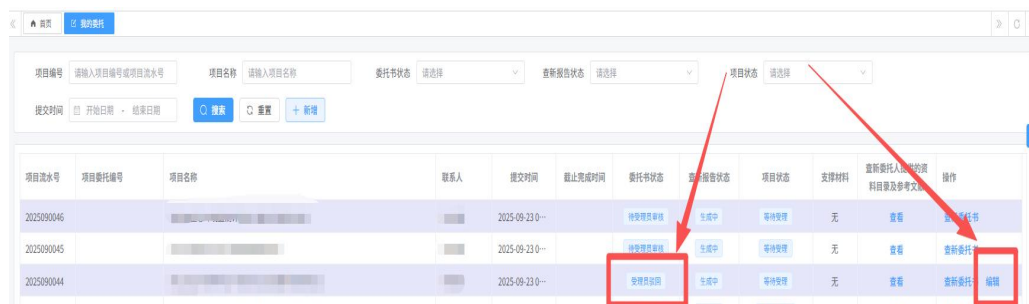 首页 我的委托
项目编号 请输入项目编号或项目流水号 项目名称 请输入项目名称 委托书状态 请选择 查新报告状态 请选择 项目状态 请选择
提交时间 开始日期 - 结束日期 搜索 重置 + 新增
项目流水号 项目委托编号 项目名称 联系人 提交时间 截止完成时间 委托书状态 查新报告状态 项目状态 支撑材料 查新委托人提供的资
料目录及参考文献 操作
2025090046 2025-09-23 0··· 待受理员审核 生成中 等待受理 无 查看 查新委托书
2025090045 2025-09-23 0··· 待受理员审核 生成中 等待受理 无 查看 查新委托书
2025090044 2025-09-23 0··· 受理员驳回 生成中 等待受理 无 查看 查新委托书 编辑